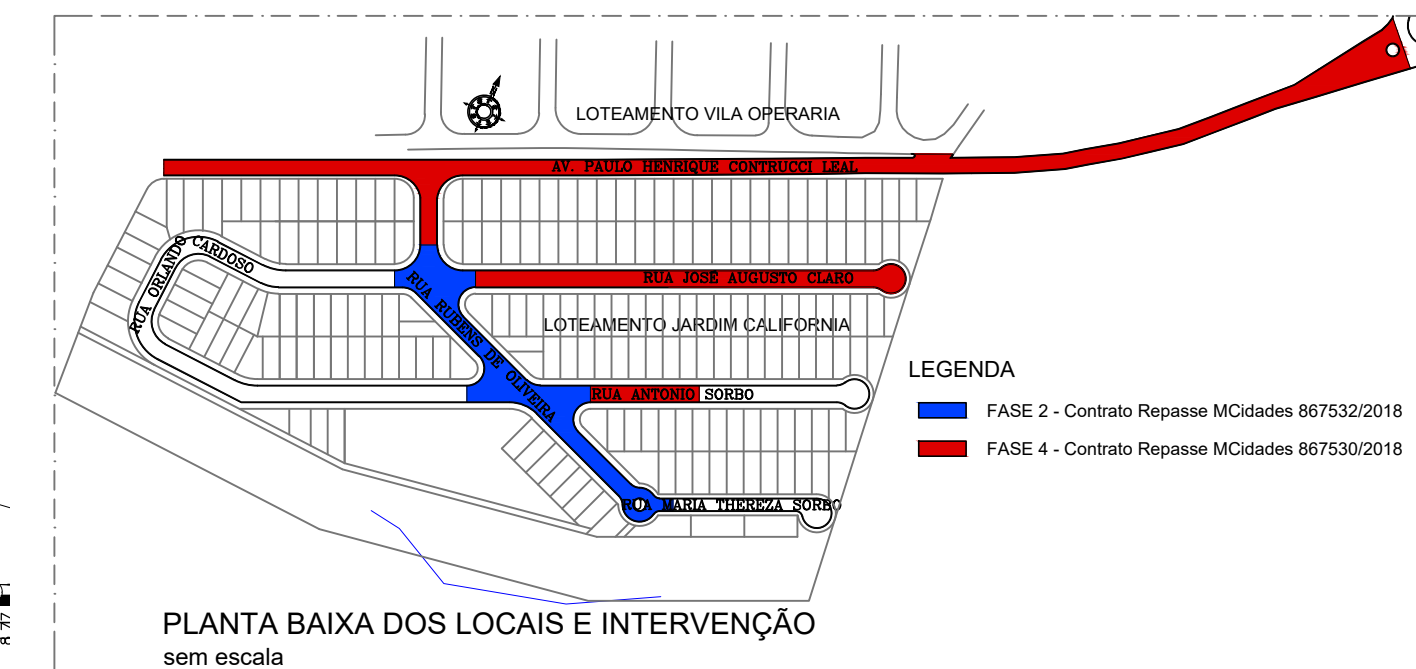 LOTEAMENTO VILA OPERARIA
AV. PAULO HENRIQUE CONTRUCCI LEAL
RUA ORLANDO CARDOSO
RUA JOSE AUGUSTO CLARO
RUA RUBENS DE OLIVEIRA
LOTEAMENTO JARDIM CALIFORNIA
RUA ANTONIO SORBO
RUA MARIA THEREZA SORBO
LEGENDA
FASE 2 - Contrato Repasse MCidades 867532/2018
FASE 4 - Contrato Repasse MCidades 867530/2018
PLANTA BAIXA DOS LOCAIS E INTERVENÇÃO
sem escala